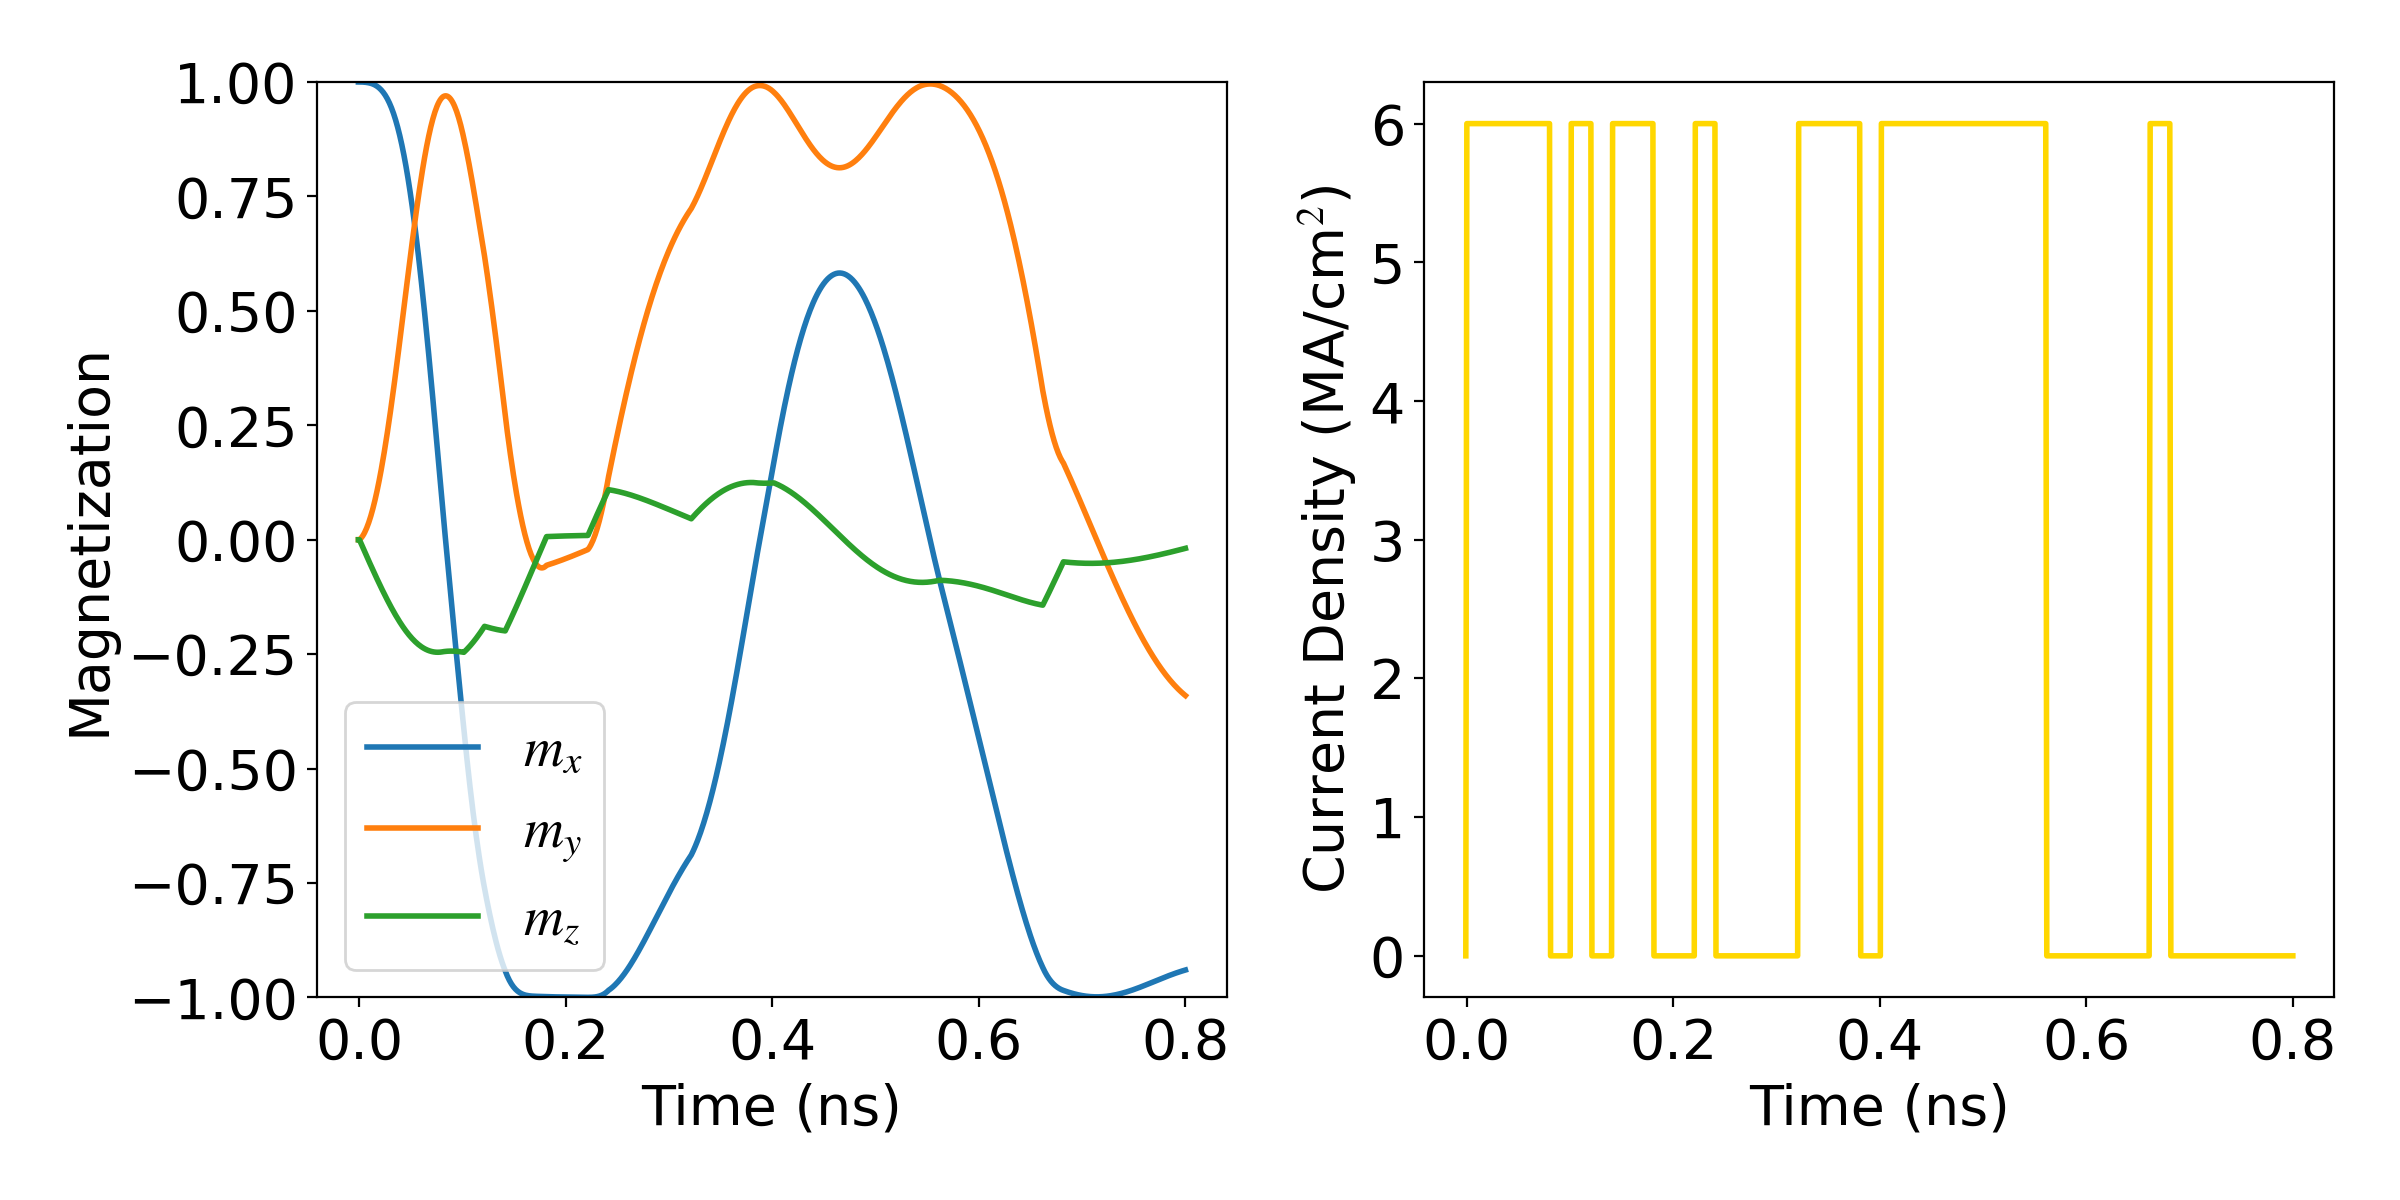 Magnetization
1.00
0.75
0.50
0.25
0.00
−0.25
−0.50
−0.75
−1.00
m_x
m_y
m_z
0.0 0.2 0.4 0.6 0.8
Time (ns)
Current Density (MA/cm²)
6
5
4
3
2
1
0
0.0 0.2 0.4 0.6 0.8
Time (ns)